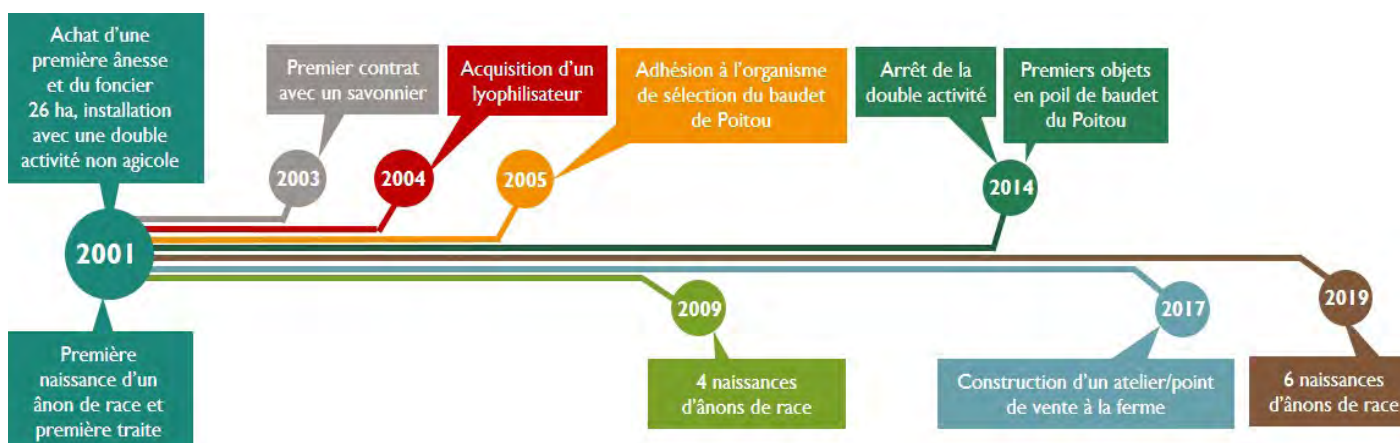 Achat d'une
première ânesse
et du foncier
26 ha, installation
avec une double
activité non agicole
2001
Première
naissance d'un
ânon de race et
première traite
Premier contrat
avec un savonnier
2003
Acquisition d'un
lyophilisateur
2004
Adhésion à l'organisme
de sélection du baudet
de Poitou
2005
4 naissances
d'ânons de race
2009
Arrêt de la
double activité
Premiers objets
en poil de baudet
du Poitou
2014
2017
Construction d'un atelier/point
de vente à la ferme
2019
6 naissances
d'ânons de race